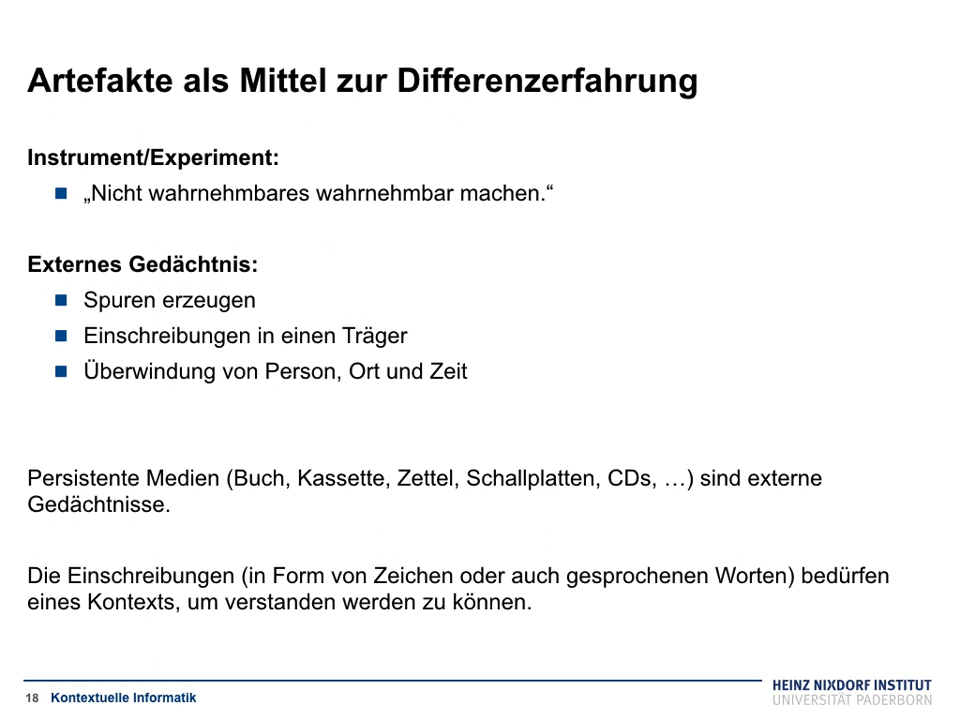 Artefakte als Mittel zur Differenzerfahrung
Instrument/Experiment:
„Nicht wahrnehmbares wahrnehmbar machen.“
Externes Gedächtnis:
Spuren erzeugen
Einschreibungen in einen Träger
Überwindung von Person, Ort und Zeit
Persistente Medien (Buch, Kassette, Zettel, Schallplatten, CDs, …) sind externe
Gedächtnisse.
Die Einschreibungen (in Form von Zeichen oder auch gesprochenen Worten) bedürfen
eines Kontexts, um verstanden werden zu können.
18 Kontextuelle Informatik
HEINZ NIXDORF INSTITUT
UNIVERSITÄT PADERBORN